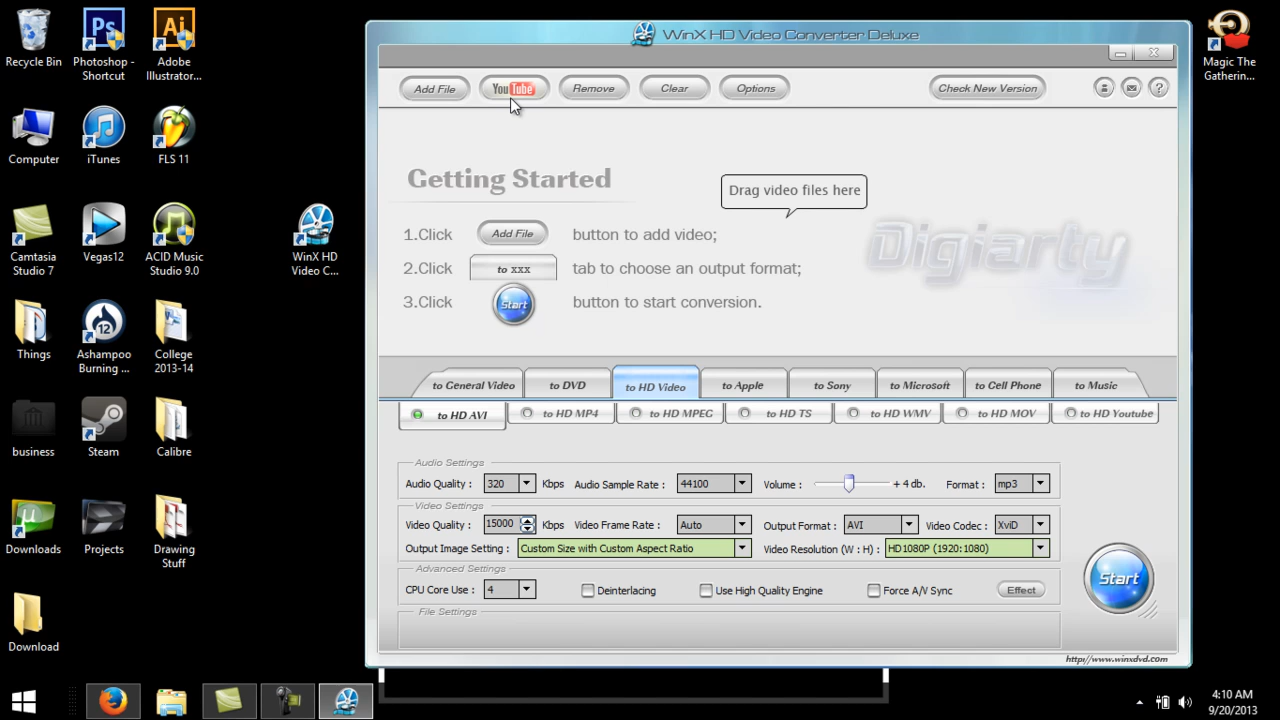 Recycle Bin
Photoshop -
Shortcut
Ps
Adobe
Illustrator...
Ai
Computer
iTunes
FLS 11
Camtasia
Studio 7
Vegas12
ACID Music
Studio 9.0
WinX HD
Video C...
Things
12
Ashampoo
Burning ...
College
2013-14
business
Steam
Calibre
Downloads
Projects
Drawing
Stuff
Download
WinX HD Video Converter Deluxe
Add File
YouTube
Remove
Clear
Options
Check New Version
?
Getting Started
Drag video files here
1.Click Add File button to add video;
2.Click to xxx tab to choose an output format;
3.Click Start button to start conversion.
Digiarty
to General Video
to DVD
to HD Video
to Apple
to Sony
to Microsoft
to Cell Phone
to Music
to HD AVI
to HD MP4
to HD MPEC
to HD TS
to HD WMV
to HD MOV
to HD Youtube
Audio Settings
Audio Quality : 320 Kbps Audio Sample Rate : 44100 Volume : + 4 db. Format : mp3
Video Settings
Video Quality : 15000 Kbps Video Frame Rate : Auto Output Format : AVI Video Codec : XviD
Output Image Setting : Custom Size with Custom Aspect Ratio Video Resolution (W : H) : HD1080P (1920:1080)
Advanced Settings
CPU Core Use : 4 Deinterlacing Use High Quality Engine Force A/V Sync Effect
File Settings
Start
http://www.winxdvd.com
Magic The
Gatherin...
4:10 AM
9/20/2013